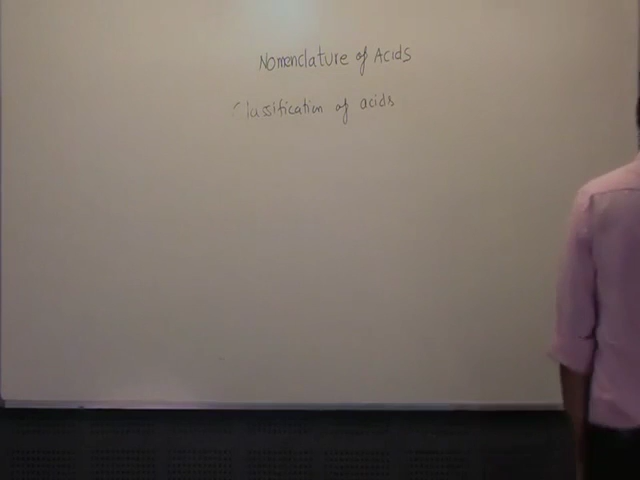 Nomenclature of Acids
Classification of acids